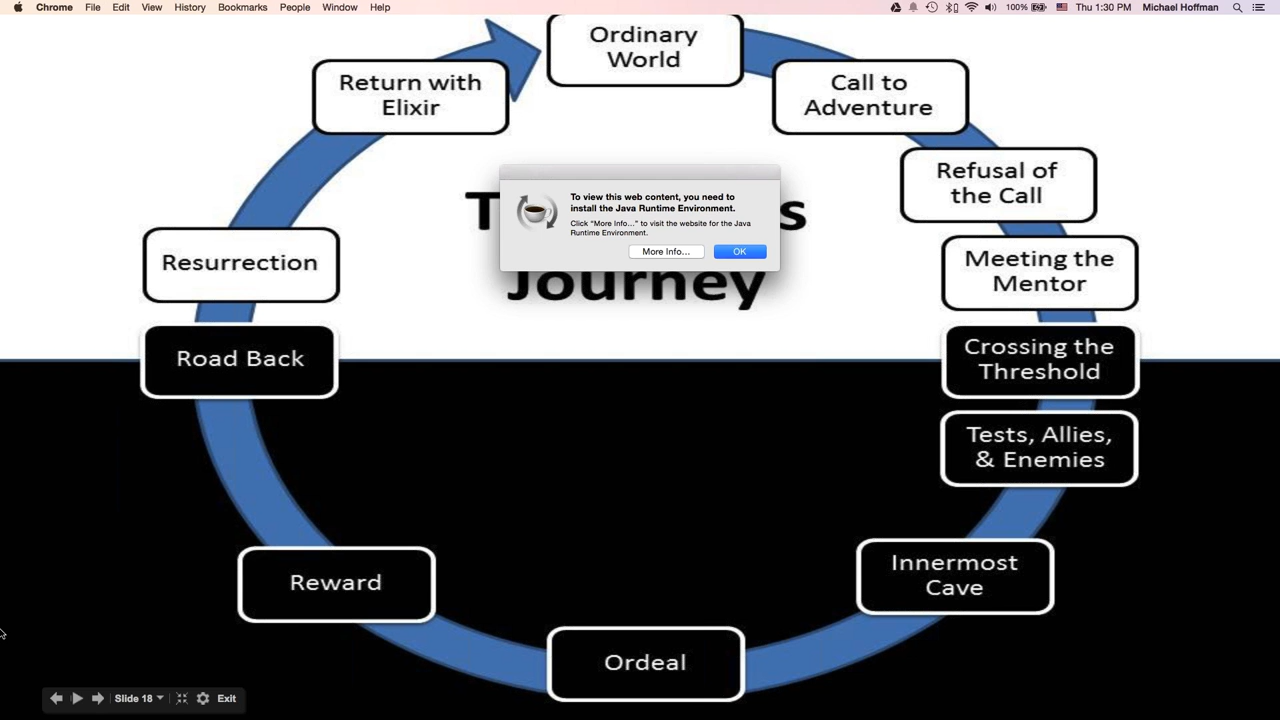 Chrome File Edit View History Bookmarks People Window Help 100% Thu 1:30 PM Michael Hoffman
Ordinary
World
Call to
Adventure
Refusal of
the Call
Meeting the
Mentor
Crossing the
Threshold
Tests, Allies,
& Enemies
Innermost
Cave
Ordeal
Reward
Road Back
Resurrection
Return with
Elixir
Journey
To view this web content, you need to
install the Java Runtime Environment.
Click “More Info…” to visit the website for the Java
Runtime Environment.
More Info… OK
Slide 18 Exit